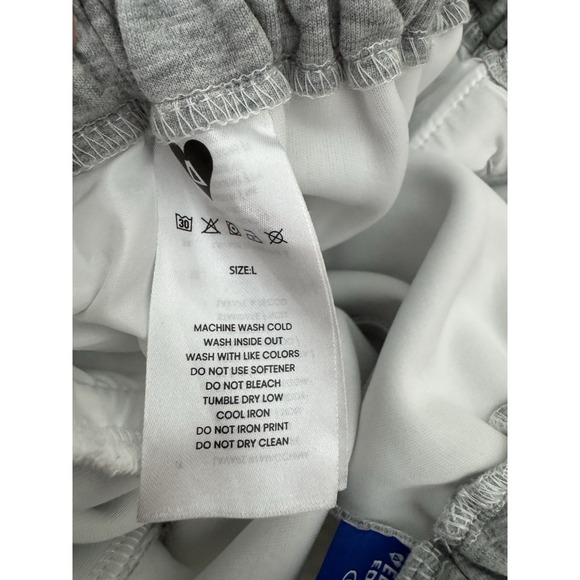 30
SIZE:L
MACHINE WASH COLD
WASH INSIDE OUT
WASH WITH LIKE COLORS
DO NOT USE SOFTENER
DO NOT BLEACH
TUMBLE DRY LOW
COOL IRON
DO NOT IRON PRINT
DO NOT DRY CLEAN